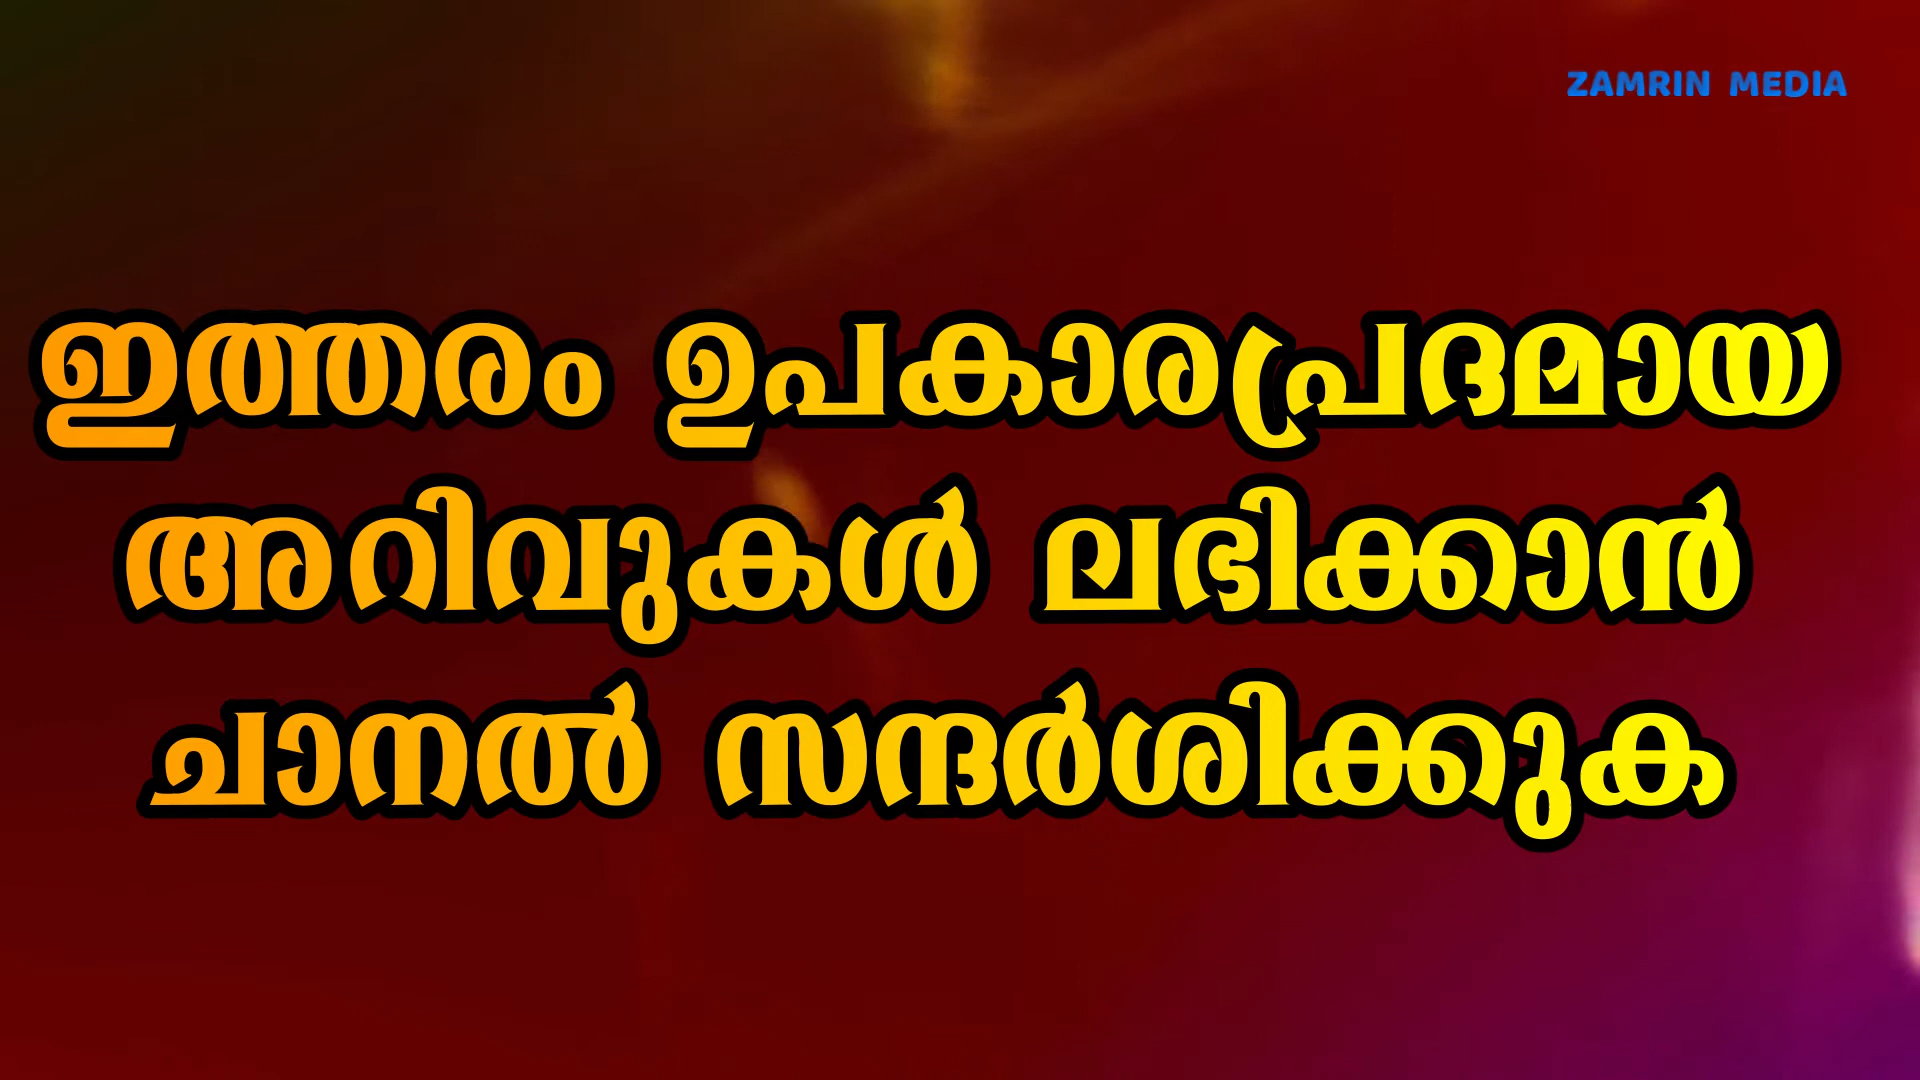 ZAMRIN MEDIA
ഇത്തരം ഉപകാരപ്രദമായ
അറിവുകൾ ലഭിക്കാൻ
ചാനൽ സന്ദർശിക്കുക